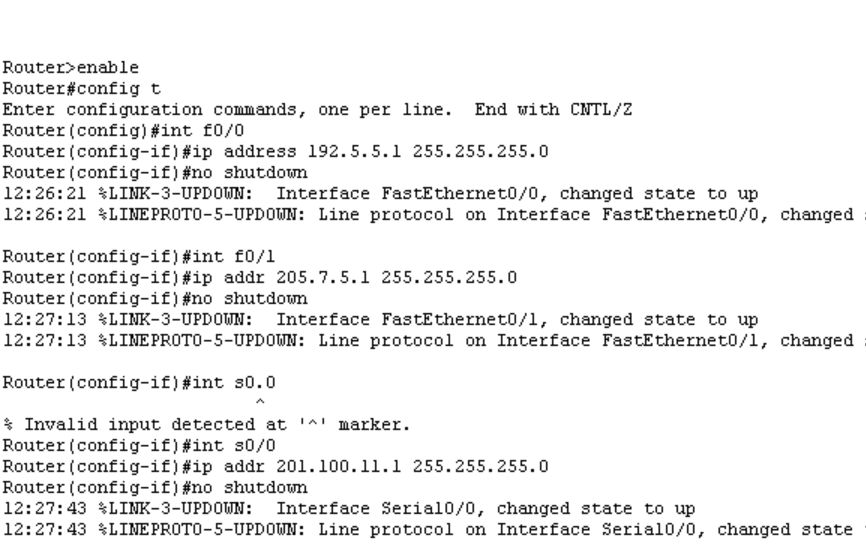 Router>enable
Router#config t
Enter configuration commands, one per line.  End with CNTL/Z
Router(config)#int f0/0
Router(config-if)#ip address 192.5.5.1 255.255.255.0
Router(config-if)#no shutdown
12:26:21 %LINK-3-UPDOWN:  Interface FastEthernet0/0, changed state to up
12:26:21 %LINEPROTO-5-UPDOWN: Line protocol on Interface FastEthernet0/0, changed
Router(config-if)#int f0/1
Router(config-if)#ip addr 205.7.5.1 255.255.255.0
Router(config-if)#no shutdown
12:27:13 %LINK-3-UPDOWN:  Interface FastEthernet0/1, changed state to up
12:27:13 %LINEPROTO-5-UPDOWN: Line protocol on Interface FastEthernet0/1, changed
Router(config-if)#int s0.0
^
% Invalid input detected at '^' marker.
Router(config-if)#int s0/0
Router(config-if)#ip addr 201.100.11.1 255.255.255.0
Router(config-if)#no shutdown
12:27:43 %LINK-3-UPDOWN:  Interface Serial0/0, changed state to up
12:27:43 %LINEPROTO-5-UPDOWN: Line protocol on Interface Serial0/0, changed state